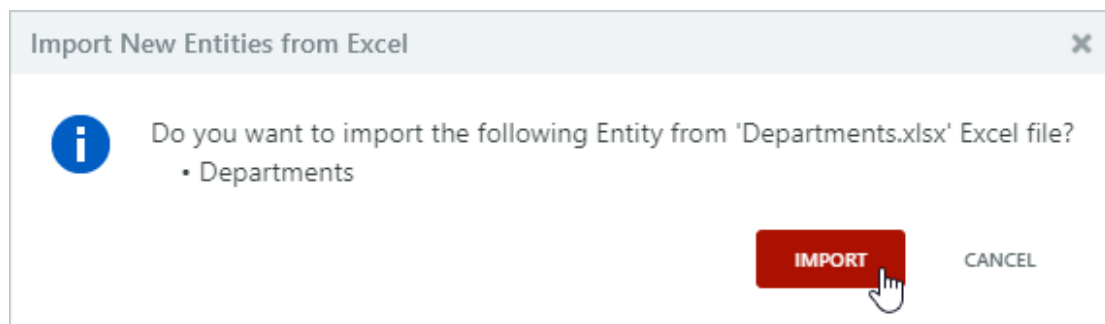 Import New Entities from Excel
Do you want to import the following Entity from 'Departments.xlsx' Excel file?
• Departments
IMPORT
CANCEL